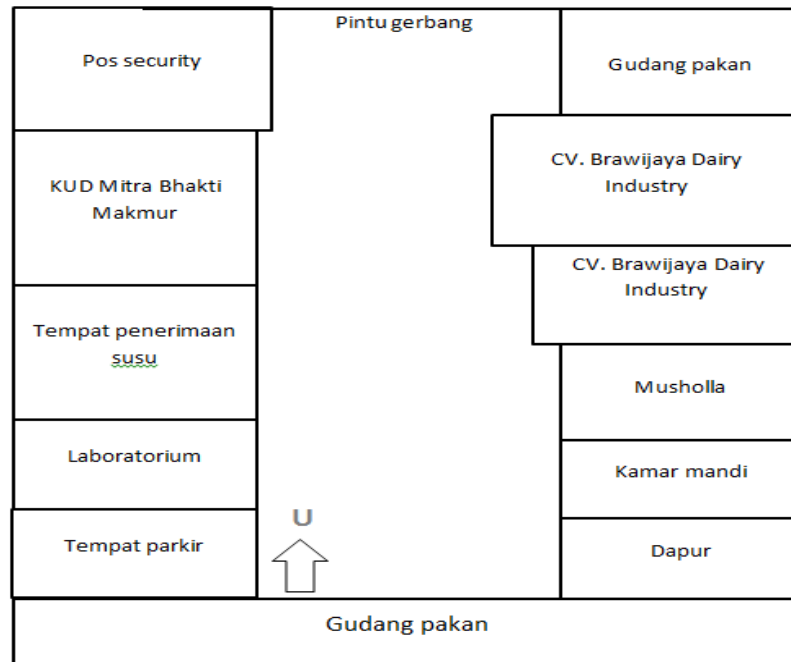 Pintu gerbang
Pos security
KUD Mitra Bhakti
Makmur
Tempat penerimaan
susu
Laboratorium
Tempat parkir
U
Gudang pakan
CV. Brawijaya Dairy
Industry
CV. Brawijaya Dairy
Industry
Musholla
Kamar mandi
Dapur
Gudang pakan